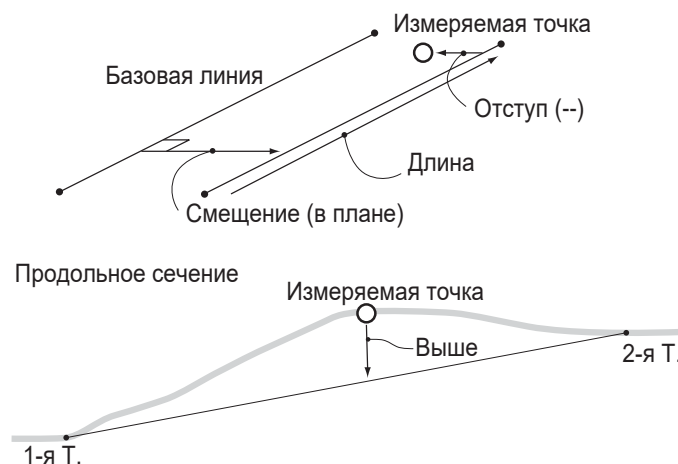 Измеряемая точка
Базовая линия
Отступ (--)
Длина
Смещение (в плане)
Продольное сечение
Измеряемая точка
Выше
2-я Т.
1-я Т.